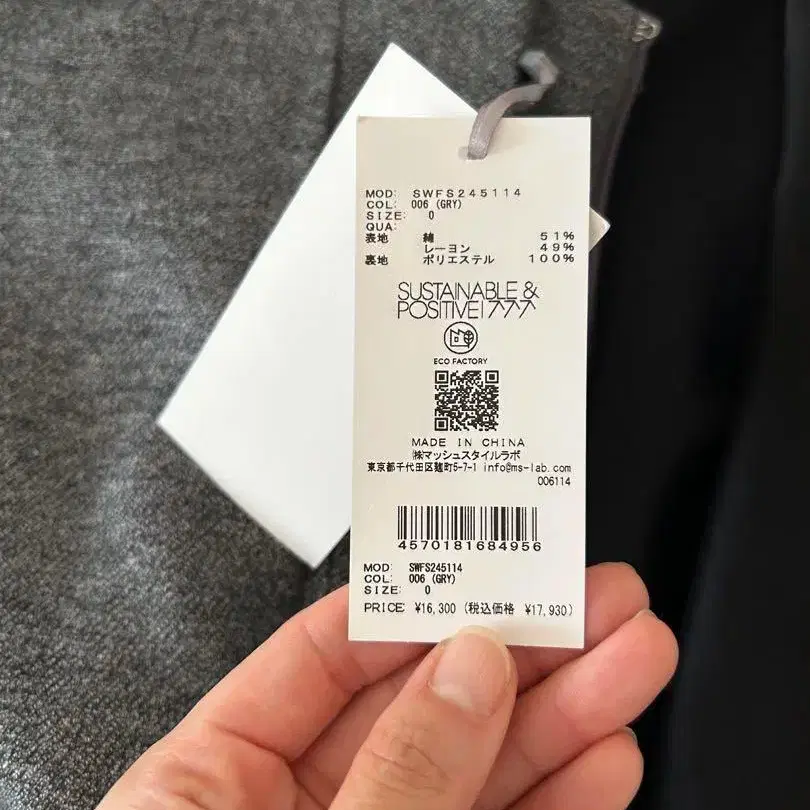 MOD: SWFS245114
COL: 006 (GRY)
SIZE: 0
QUA:
表地 綿 51%
レーヨン 49%
裏地 ポリエステル 100%
SUSTAINABLE &
POSITIVE!
ECO FACTORY
MADE IN CHINA
㈱マッシュスタイルラボ
東京都千代田区麹町5-7-1 info@ms-lab.com
006114
4570181684956
MOD: SWFS245114
COL: 006 (GRY)
SIZE: 0
PRICE: ¥16,300 (税込価格 ¥17,930)